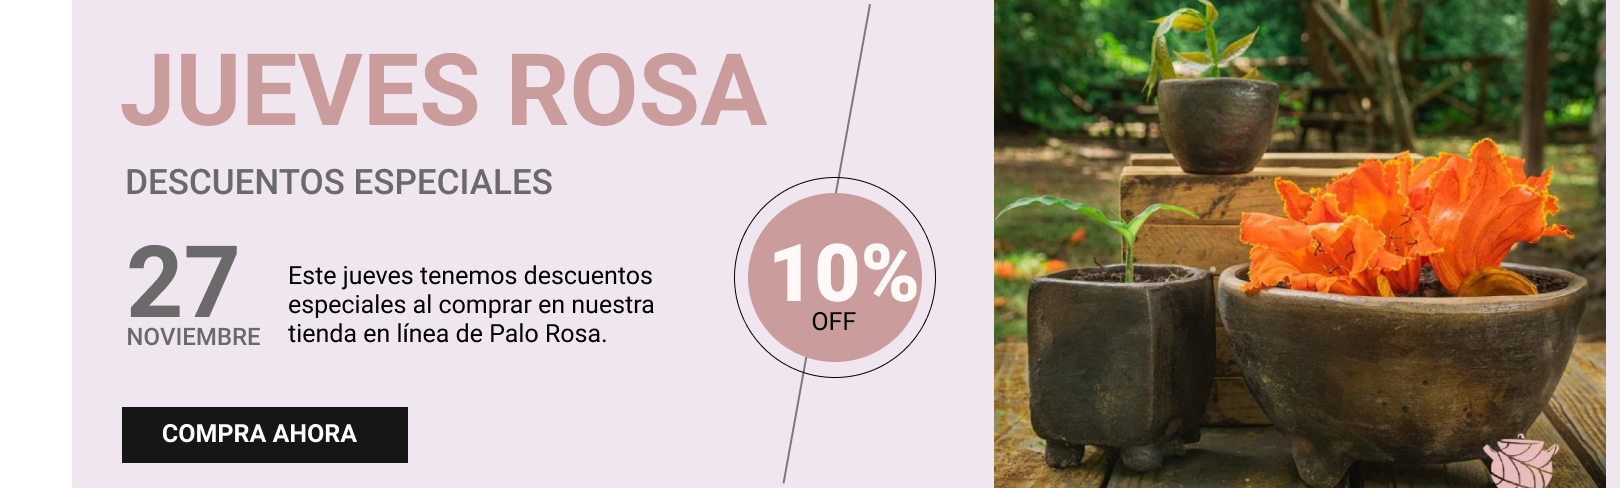 JUEVES ROSA
DESCUENTOS ESPECIALES
27
NOVIEMBRE
Este jueves tenemos descuentos
especiales al comprar en nuestra
tienda en línea de Palo Rosa.
10%
OFF
COMPRA AHORA